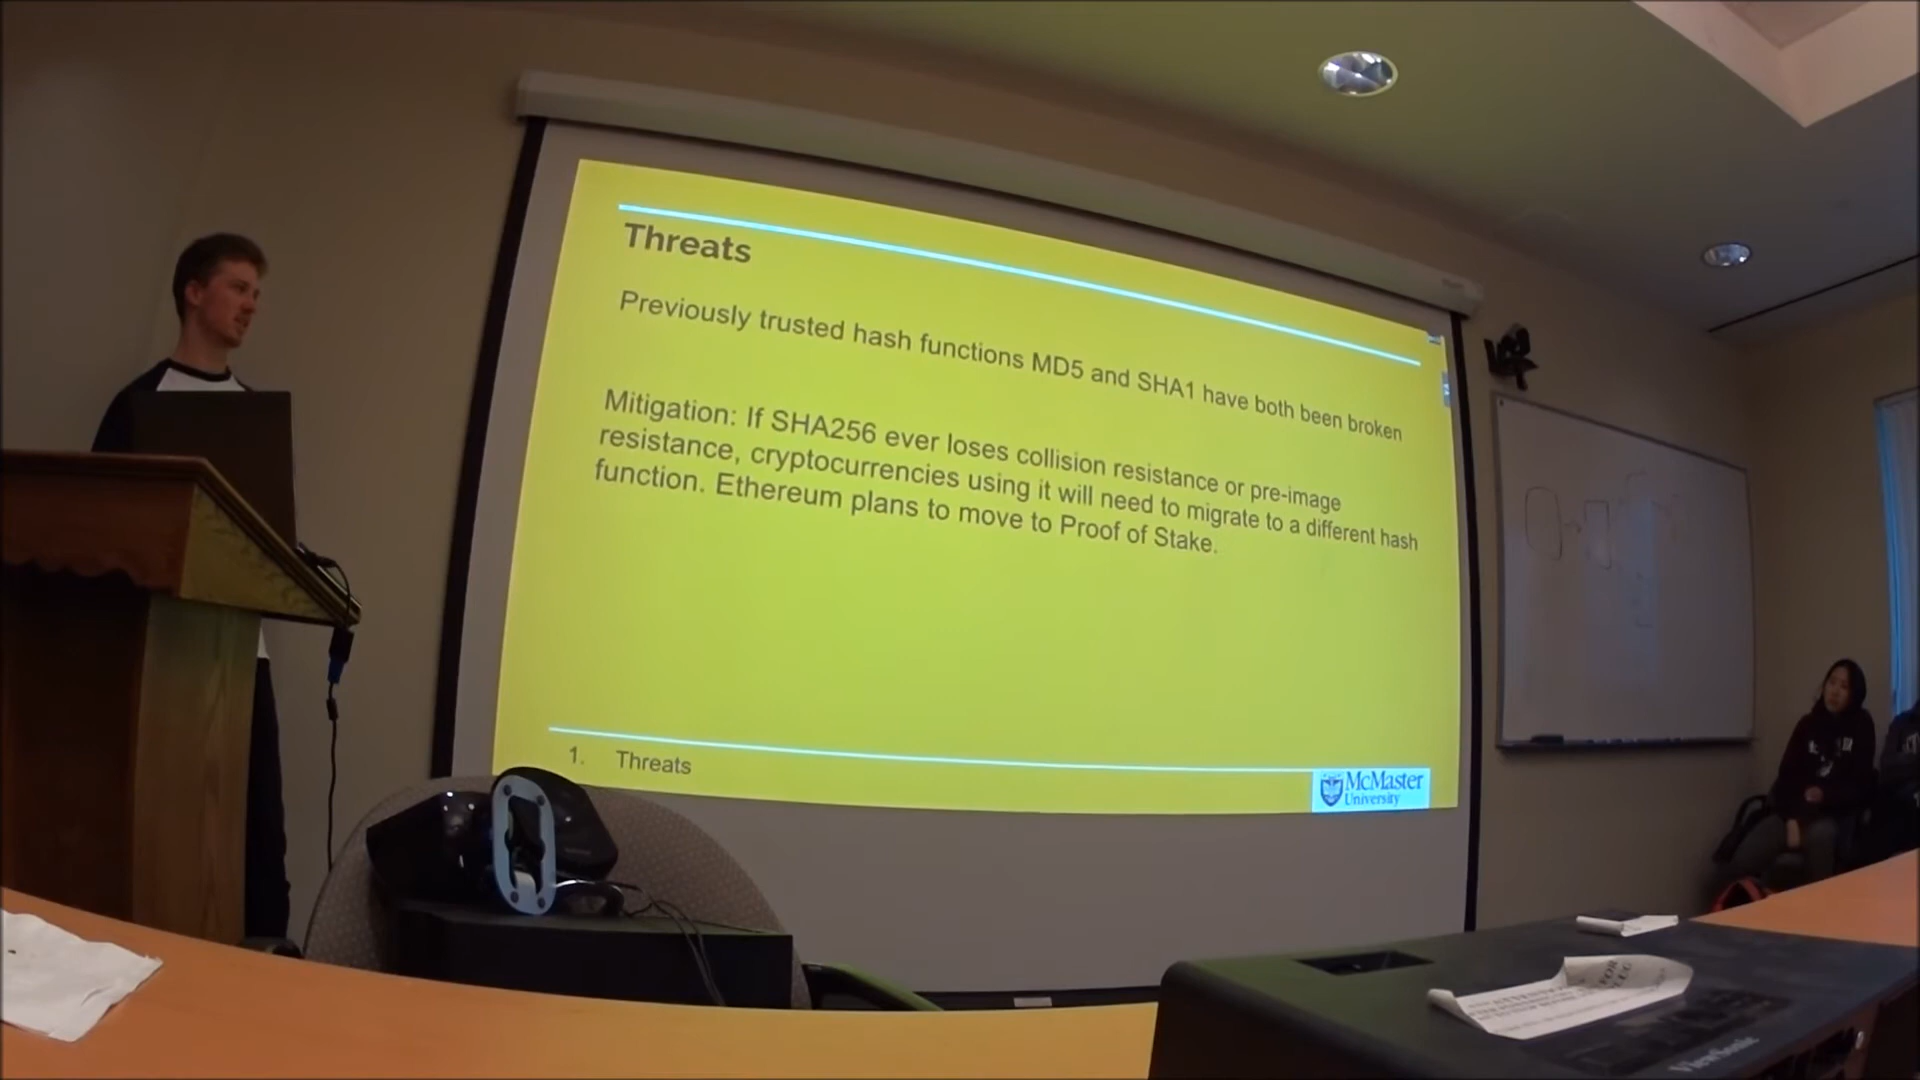 Threats
Previously trusted hash functions MD5 and SHA1 have both been broken
Mitigation: If SHA256 ever loses collision resistance or pre-image
resistance, cryptocurrencies using it will need to migrate to a different hash
function. Ethereum plans to move to Proof of Stake.
1. Threats
McMaster
University
ViewSonic